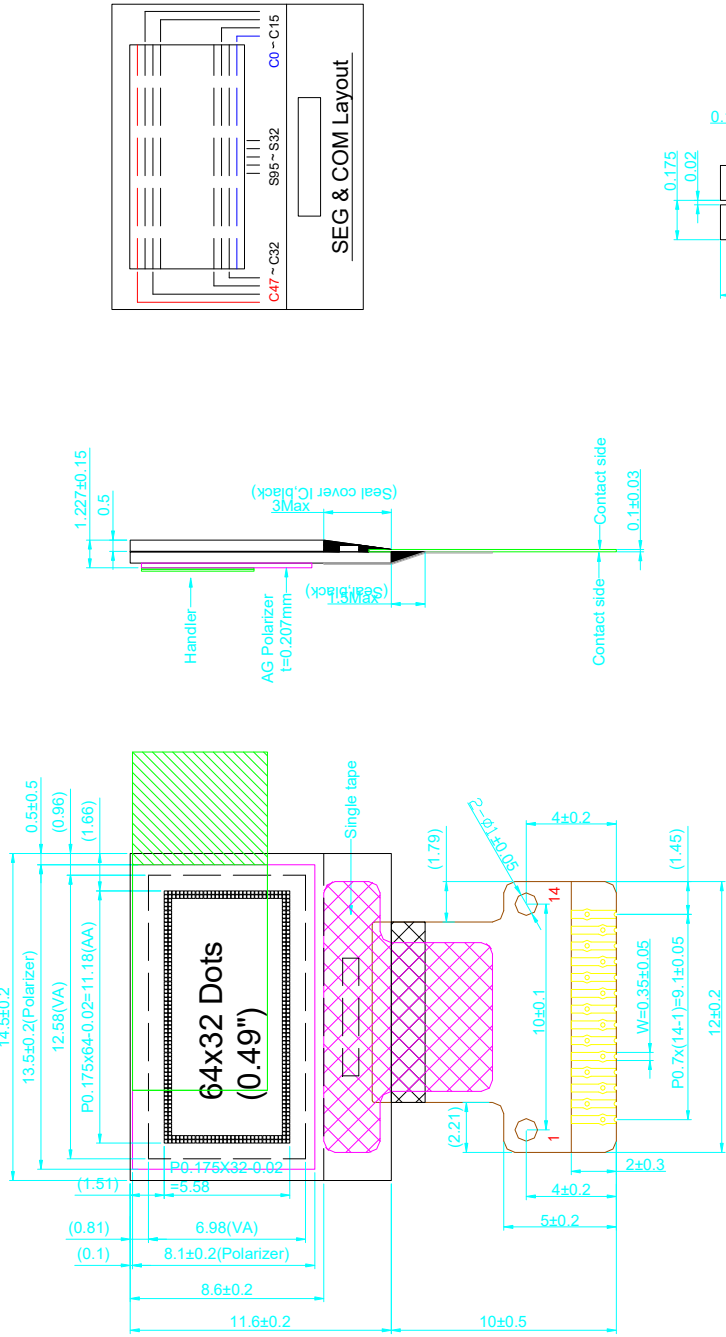 C0 ~ C15
S95 ~ S32
C47 ~ C32
SEG & COM Layout
0.175
0.02
0.
1.227±0.15
0.5
(Seal cover IC,black)
3Max
Handler
AG Polarizer
t=0.207mm
(Seal,black)
1.5Max
Contact side
Contact side
0.1±0.03
14.5±0.2
13.5±0.2(Polarizer)
12.58(VA)
P0.175x64-0.02=11.18(AA)
0.5±0.5
(0.96)
(1.66)
64x32 Dots
(0.49")
Single tape
(1.79)
2-Ø1±0.05
4±0.2
(1.45)
14
10±0.1
W=0.35±0.05
P0.7x(14-1)=9.1±0.05
12±0.2
1
(2.21)
2±0.3
4±0.2
5±0.2
P0.175X32-0.02
=5.58
(1.51)
(0.81)
6.98(VA)
(0.1)
8.1±0.2(Polarizer)
8.6±0.2
11.6±0.2
10±0.5